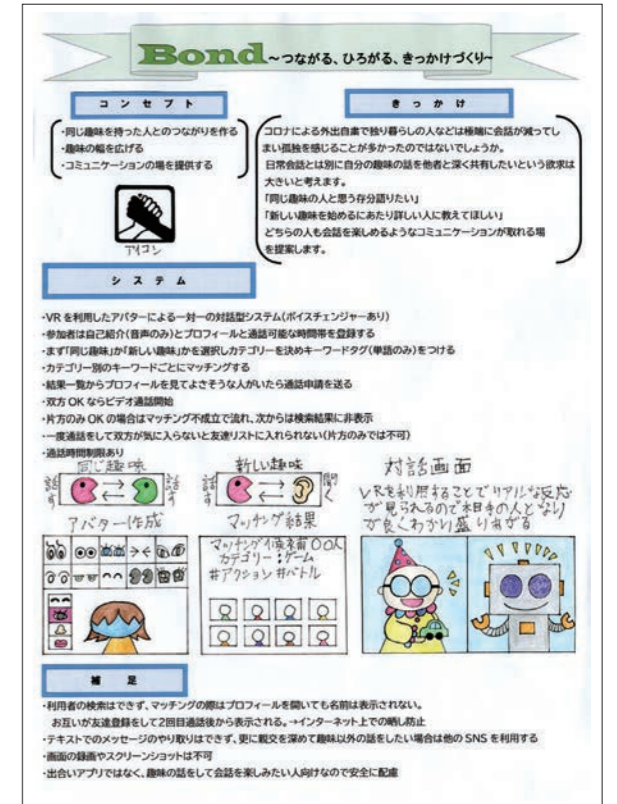 Bond ~つながる、ひろがる、きっかけづくり~
コンセプト
・同じ趣味を持った人とのつながりを作る
・趣味の幅を広げる
・コミュニケーションの場を提供する
アイコン
きっかけ
コロナによる外出自粛で独り暮らしの人などは極端に会話が減ってし
まい孤独を感じることが多かったのではないでしょうか。
日常会話とは別に自分の趣味の話を他者と深く共有したいという欲求は
大きいと考えます。
「同じ趣味の人と思う存分語りたい」
「新しい趣味を始めるにあたり詳しい人に教えてほしい」
どちらの人も会話を楽しめるようなコミュニケーションが取れる場
を提案します。
システム
・VRを利用したアバターによる一対一の対話型システム(ボイスチェンジャーあり)
・参加者は自己紹介(音声のみ)とプロフィールと通話可能な時間帯を登録する
・まず「同じ趣味」か「新しい趣味」かを選択しカテゴリーを決めキーワードタグ(単語のみ)をつける
・カテゴリー別のキーワードごとにマッチングする
・結果一覧からプロフィールを見てよさそうな人がいたら通話申請を送る
・双方OKならビデオ通話開始
・片方のみOKの場合はマッチング不成立で流れ、次からは検索結果に非表示
・一度通話をして双方が気に入らないと友達リストに入れられない(片方のみでは不可)
・通話時間制限あり
同じ趣味
話す
話す
新しい趣味
話す
聞く
対話画面
VRを利用することでリアルな反応
が見られるので相手の人となり
が良くわかり盛り上がる
アバター作成
マッチング結果
マッチング候補〇〇人
カテゴリー:ゲーム
#アクション #バトル
補足
・利用者の検索はできず、マッチングの際はプロフィールを開いても名前は表示されない。
お互いが友達登録をして2回目通話後から表示される。→インターネット上での晒し防止
・テキストでのメッセージのやり取りはできず、更に親交を深めて趣味以外の話をしたい場合は他のSNSを利用する
・画面の録画やスクリーンショットは不可
・出合いアプリではなく、趣味の話をして会話を楽しみたい人向けなので安全に配慮